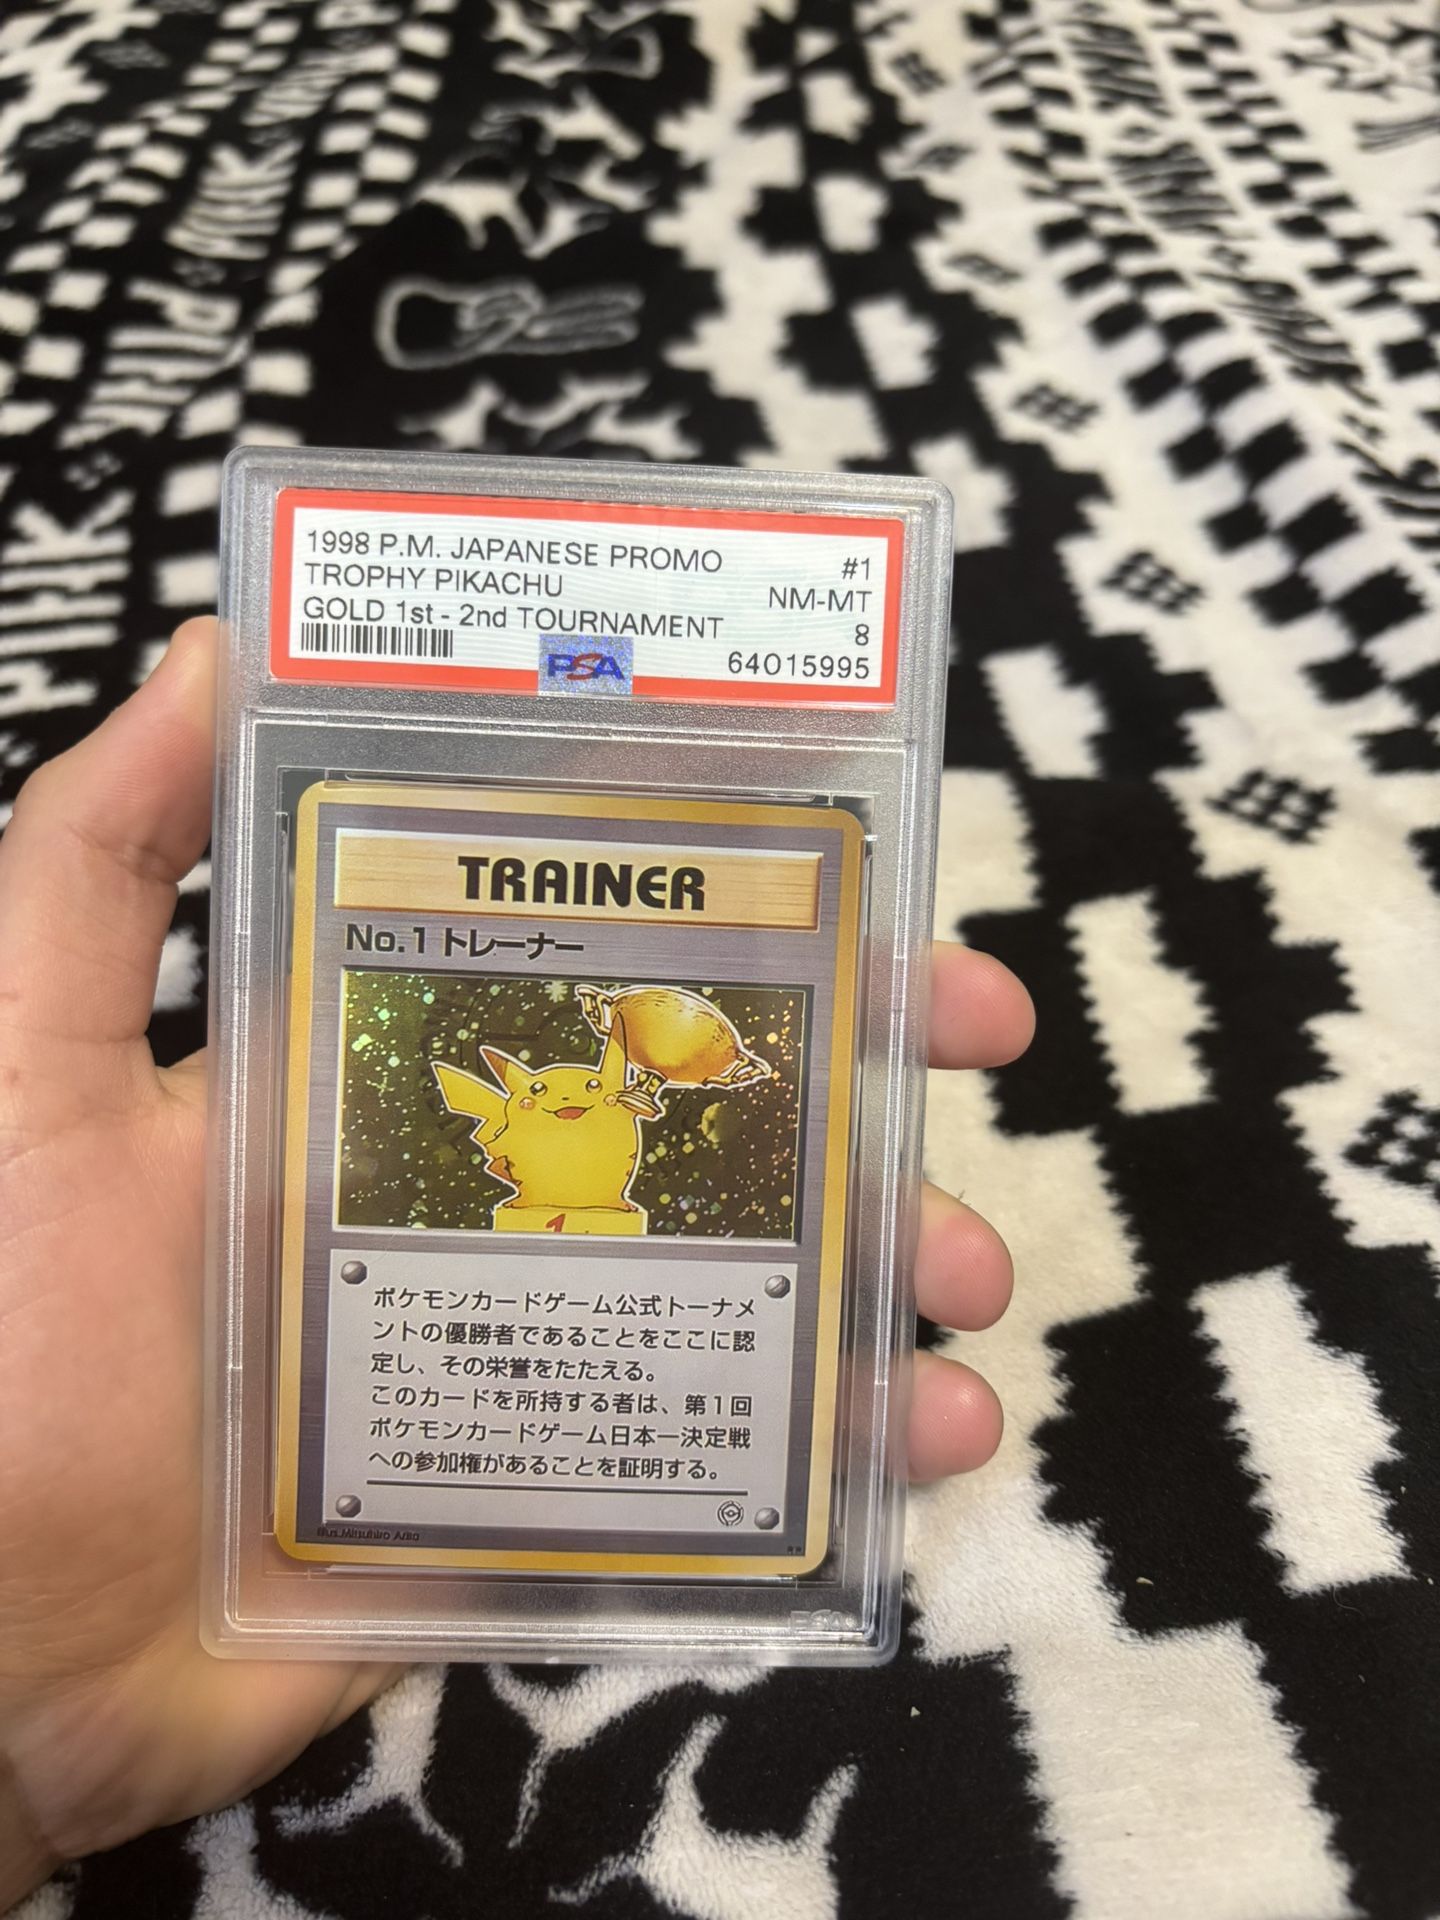 1998 P.M. JAPANESE PROMO #1
TROPHY PIKACHU NM-MT
GOLD 1st - 2nd TOURNAMENT 8
PSA 64015995
TRAINER
No.1 トレーナー
1
ポケモンカードゲーム公式トーナメ
ントの優勝者であることをここに認
定し、その栄誉をたたえる。
このカードを所持する者は、第1回
ポケモンカードゲーム日本一決定戦
への参加権があることを証明する。
Illus.Mitsuhiro Arita
★★
PSA